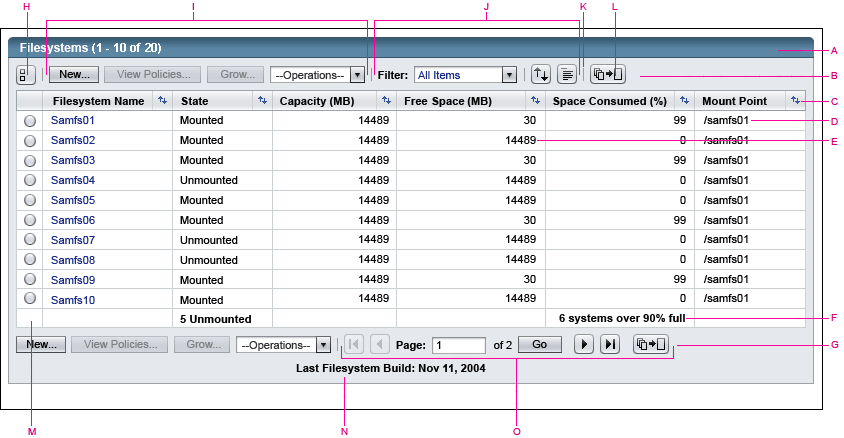 H I J K L
Filesystems (1 - 10 of 20) A
New... View Policies... Grow... --Operations-- Filter: All Items B
Filesystem Name State Capacity (MB) Free Space (MB) Space Consumed (%) Mount Point C
Samfs01 Mounted 14489 30 99 /samfs01 D
Samfs02 Mounted 14489 14489 0 /samfs01 E
Samfs03 Mounted 14489 30 99 /samfs01
Samfs04 Unmounted 14489 14489 0 /samfs01
Samfs05 Mounted 14489 14489 0 /samfs01
Samfs06 Mounted 14489 30 99 /samfs01
Samfs07 Unmounted 14489 14489 0 /samfs01
Samfs08 Unmounted 14489 14489 0 /samfs01
Samfs09 Mounted 14489 30 99 /samfs01
Samfs10 Mounted 14489 14489 0 /samfs01
5 Unmounted 6 systems over 90% full F
New... View Policies... Grow... --Operations-- Page: 1 of 2 Go G
Last Filesystem Build: Nov 11, 2004
M N O